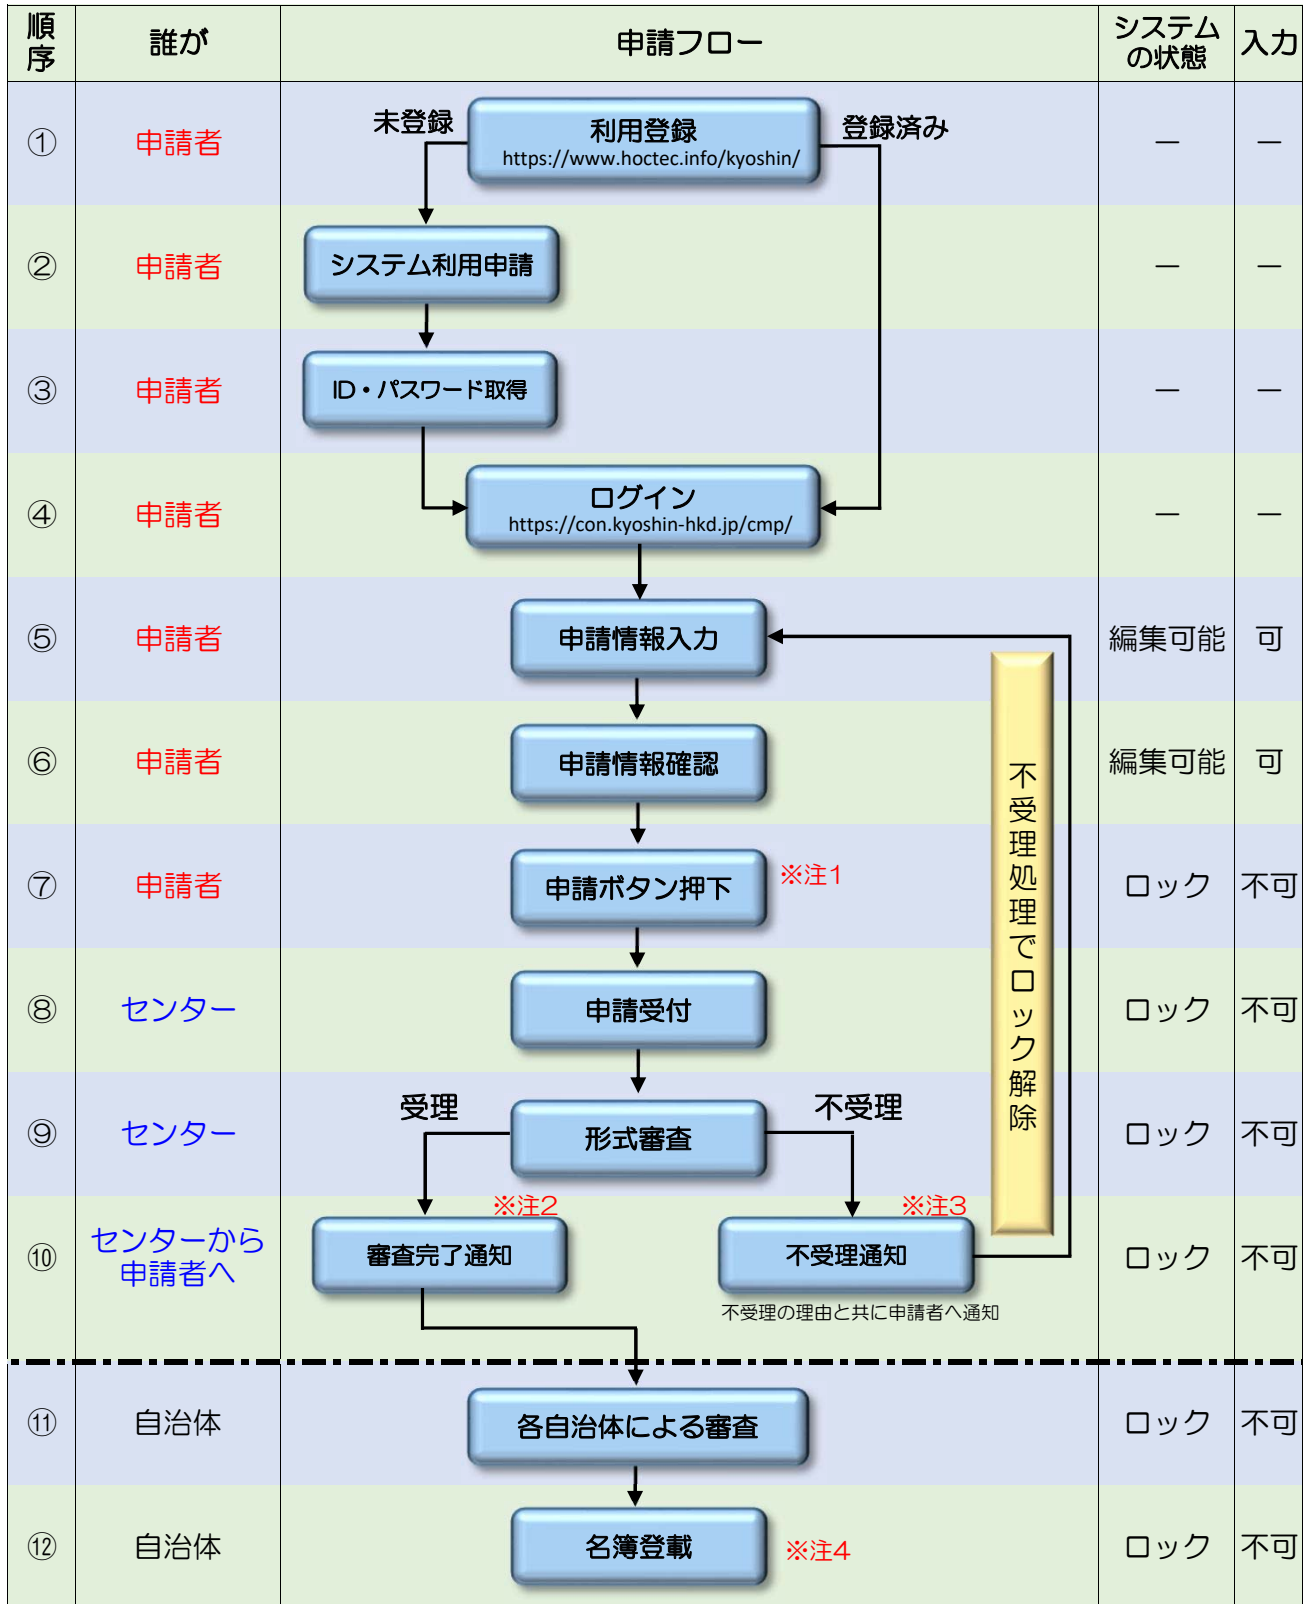 順序 誰が 申請フロー システムの状態 入力
① 申請者 未登録 利用登録 登録済み － －
https://www.hoctec.info/kyoshin/
② 申請者 システム利用申請 － －
③ 申請者 ID・パスワード取得 － －
④ 申請者 ログイン － －
https://con.kyoshin-hkd.jp/cmp/
⑤ 申請者 申請情報入力 編集可能 可
⑥ 申請者 申請情報確認 編集可能 可
⑦ 申請者 申請ボタン押下 ※注1 ロック 不可
不受理処理でロック解除
⑧ センター 申請受付 ロック 不可
⑨ センター 受理 形式審査 不受理 ロック 不可
※注2 ※注3
⑩ センターから申請者へ 審査完了通知 不受理通知 ロック 不可
不受理の理由と共に申請者へ通知
⑪ 自治体 各自治体による審査 ロック 不可
⑫ 自治体 名簿登載 ※注4 ロック 不可